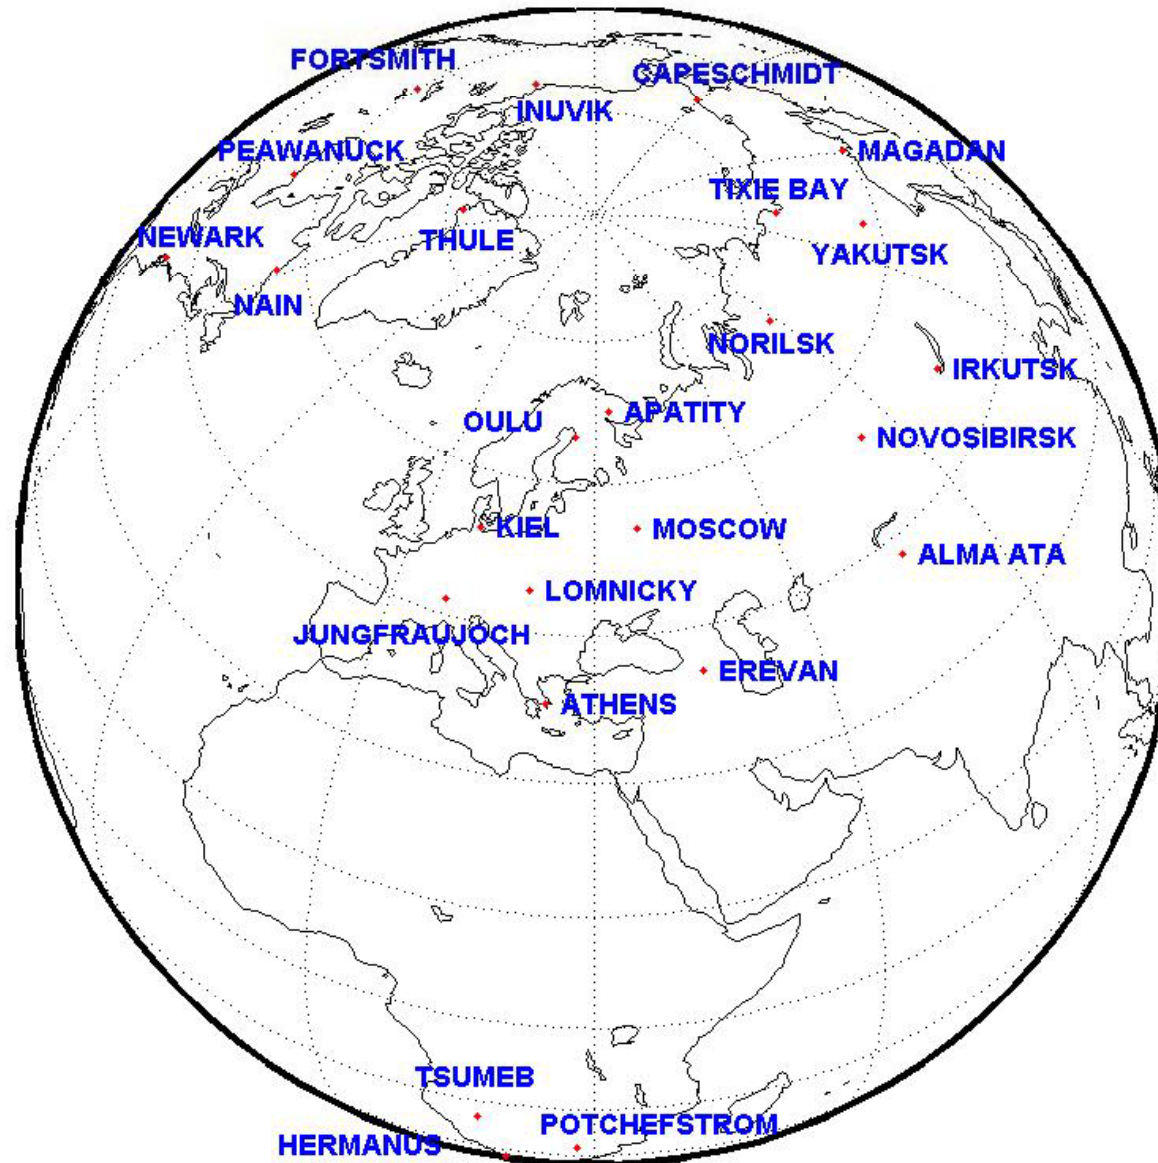 FORTSMITH
CAPESCHMIDT
INUVIK
PEAWANUCK
MAGADAN
TIXIE BAY
NEWARK
THULE
YAKUTSK
NAIN
NORILSK
IRKUTSK
OULU
APATITY
NOVOSIBIRSK
KIEL
MOSCOW
ALMA ATA
LOMNICKY
JUNGFRAUJOCH
EREVAN
ATHENS
TSUMEB
POTCHEFSTROM
HERMANUS